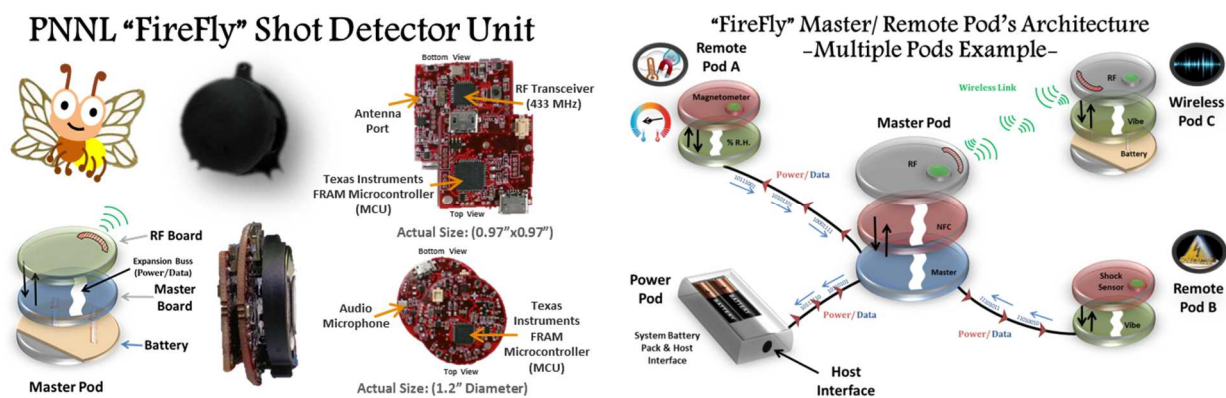 PNNL “FireFly” Shot Detector Unit
Bottom View
RF Transceiver
(433 MHz)
Antenna
Port
Texas Instruments
FRAM Microcontroller
(MCU)
Top View
Actual Size: (0.97”x0.97”)
RF Board
Expansion Buss
(Power/Data)
Master
Board
Battery
Master Pod
Bottom View
Audio
Microphone
Texas
Instruments
FRAM
Microcontroller
(MCU)
Top View
Actual Size: (1.2” Diameter)
“FireFly” Master/ Remote Pod’s Architecture
–Multiple Pods Example–
Remote
Pod A
Magnetometer
% R.H.
Master Pod
RF
NFC
Master
Wireless Link
RF
Vibe
Battery
Wireless
Pod C
Power/ Data
Power
Pod
BATTERY
BATTERY
System Battery
Pack & Host
Interface
Host
Interface
Power/ Data
Power/Data
Shock
Sensor
Vibe
Remote
Pod B